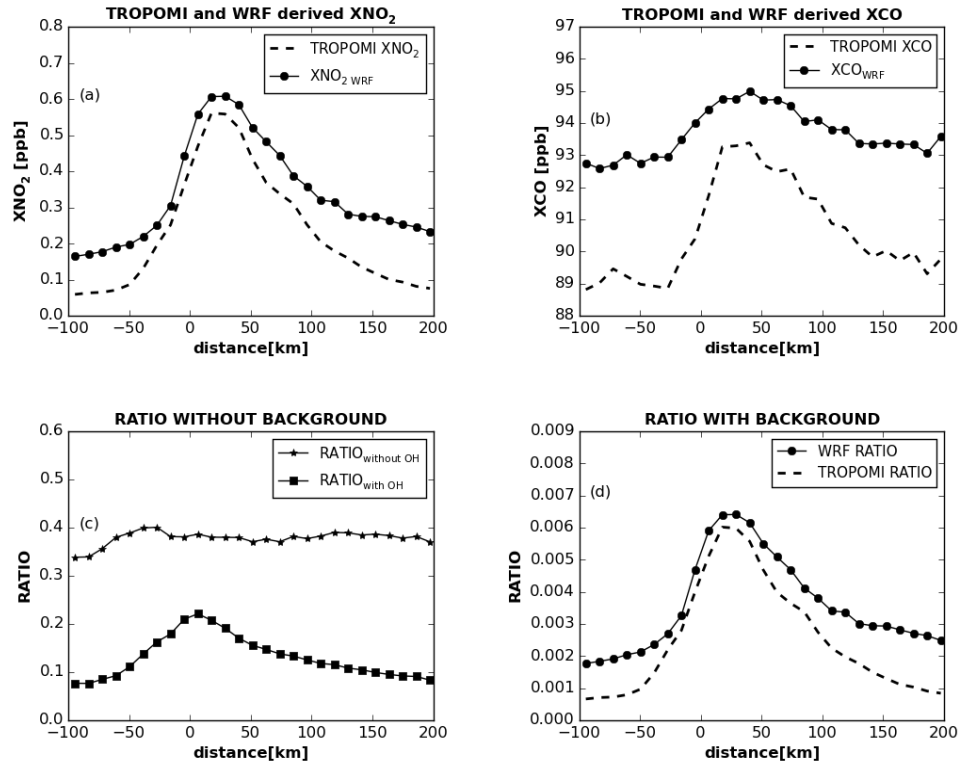 TROPOMI and WRF derived XNO2
0.8
0.7
0.6
0.5
0.4
0.3
0.2
0.1
0.0
XNO2 [ppb]
(a)
TROPOMI XNO2
XNO2 WRF
−100 −50 0 50 100 150 200
distance[km]
TROPOMI and WRF derived XCO
97
96
95
94
93
92
91
90
89
88
XCO [ppb]
(b)
TROPOMI XCO
XCOWRF
−100 −50 0 50 100 150 200
distance[km]
RATIO WITHOUT BACKGROUND
0.6
0.5
0.4
0.3
0.2
0.1
0.0
RATIO
(c)
RATIOwithout OH
RATIOwith OH
−100 −50 0 50 100 150 200
distance[km]
RATIO WITH BACKGROUND
0.009
0.008
0.007
0.006
0.005
0.004
0.003
0.002
0.001
0.000
RATIO
(d)
WRF RATIO
TROPOMI RATIO
−100 −50 0 50 100 150 200
distance[km]